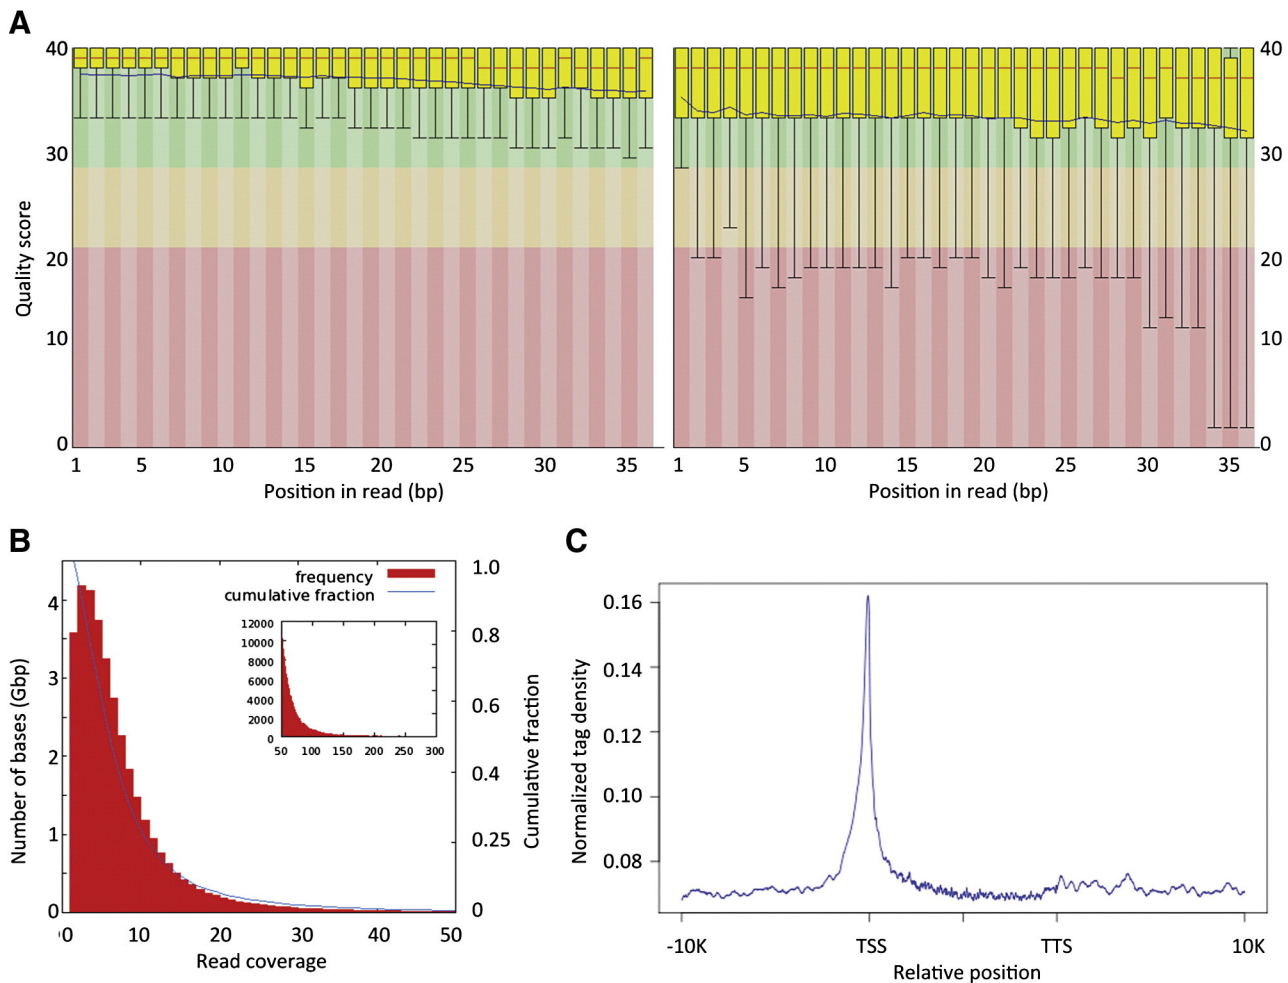 A
40
30
20
10
0
Quality score
1 5 10 15 20 25 30 35
Position in read (bp)
40
30
20
10
0
1 5 10 15 20 25 30 35
Position in read (bp)
B
frequency
cumulative fraction
4
3
2
1
0
Number of bases (Gbp)
12000
10000
8000
6000
4000
2000
0
50 100 150 200 250 300
1.0
0.8
0.6
0.4
0.25
0
Cumulative fraction
0 10 20 30 40 50
Read coverage
C
0.16
0.14
0.12
0.10
0.08
Normalized tag density
-10K TSS TTS 10K
Relative position